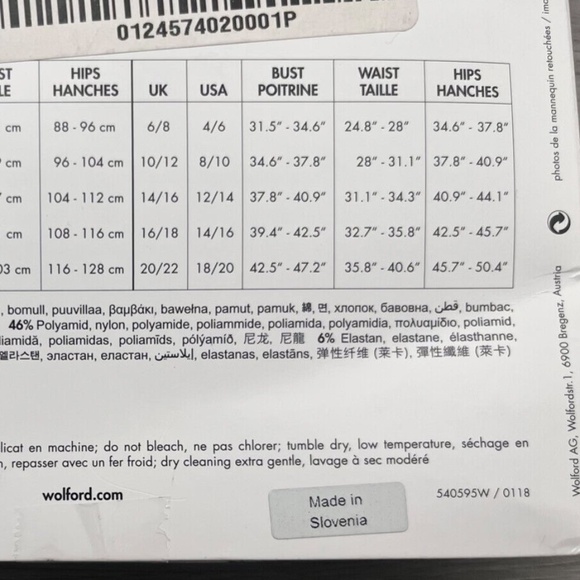 0124574020001P
ST HIPS UK USA BUST WAIST HIPS
LE HANCHES POITRINE TAILLE HANCHES
cm 88 - 96 cm 6/8 4/6 31.5" - 34.6" 24.8" - 28" 34.6" - 37.8"
cm 96 - 104 cm 10/12 8/10 34.6" - 37.8" 28" - 31.1" 37.8" - 40.9"
cm 104 - 112 cm 14/16 12/14 37.8" - 40.9" 31.1" - 34.3" 40.9" - 44.1"
cm 108 - 116 cm 16/18 14/16 39.4" - 42.5" 32.7" - 35.8" 42.5" - 45.7"
03 cm 116 - 128 cm 20/22 18/20 42.5" - 47.2" 35.8" - 40.6" 45.7" - 50.4"
, bomull, puuvillaa, βαμβάκι, bawełna, pamut, pamuk, 綿, 면, хлопок, бавовна, قطن, bumbac,
46% Polyamid, nylon, polyamide, poliammide, poliamida, polyamidia, πολυαμίδιο, poliamid,
liamidă, poliamidas, poliamīds, pólýamíð, 尼龙, 尼龍 6% Elastan, elastane, élasthanne,
엘라스탠, эластан, еластан, إيلاستين, elastanas, elastāns, 弹性纤维 (莱卡), 彈性纖維 (萊卡)
licat en machine; do not bleach, ne pas chlorer; tumble dry, low temperature, séchage en
, repasser avec un fer froid; dry cleaning extra gentle, lavage à sec modéré
wolford.com
Made in
Slovenia
540595W / 0118
photos de la mannequin retouchées /
Wolford AG, Wolfordstr.1, 6900 Bregenz, Austria